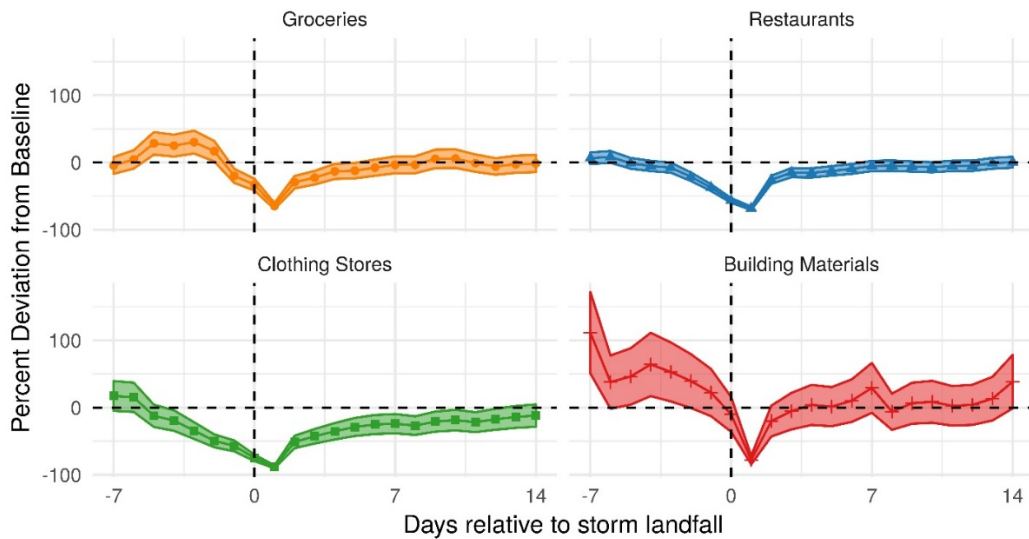 Groceries
Restaurants
100
0
-100
Clothing Stores
Building Materials
100
0
-100
-7
0
7
14
-7
0
7
14
Percent Deviation from Baseline
Days relative to storm landfall